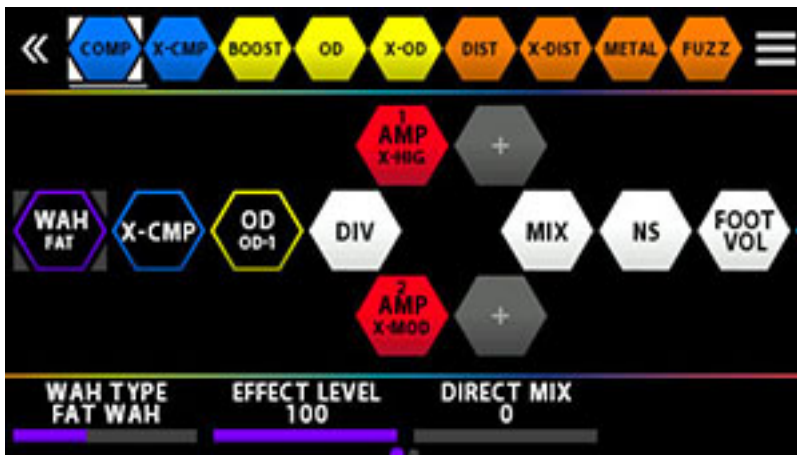 COMP X-CMP BOOST OD X-OD DIST X-DIST METAL FUZZ
1
AMP
X-HIG
+
WAH
FAT
X-CMP
OD
OD-1
DIV
MIX
NS
FOOT
VOL
2
AMP
X-MOD
+
WAH TYPE
FAT WAH
EFFECT LEVEL
100
DIRECT MIX
0